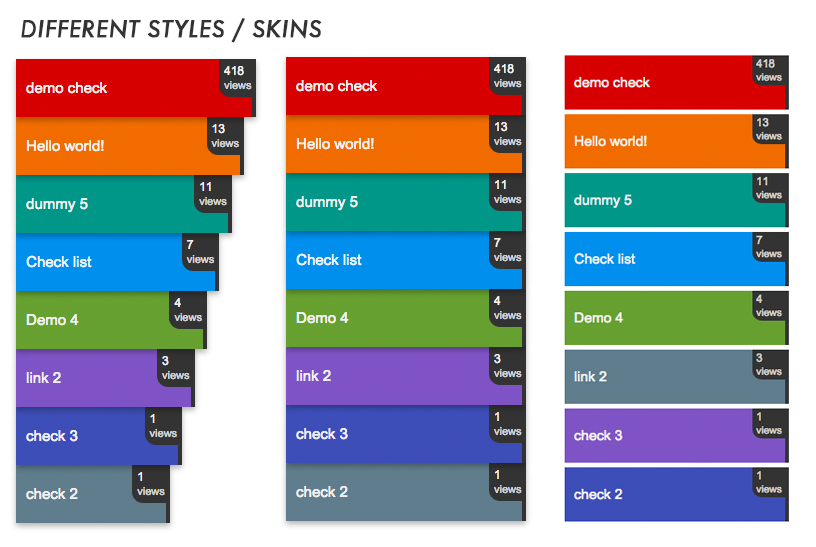 DIFFERENT STYLES / SKINS
demo check
418
views
Hello world!
13
views
dummy 5
11
views
Check list
7
views
Demo 4
4
views
link 2
3
views
check 3
1
views
check 2
1
views
demo check
418
views
Hello world!
13
views
dummy 5
11
views
Check list
7
views
Demo 4
4
views
link 2
3
views
check 3
1
views
check 2
1
views
demo check
418
views
Hello world!
13
views
dummy 5
11
views
Check list
7
views
Demo 4
4
views
link 2
3
views
check 3
1
views
check 2
1
views